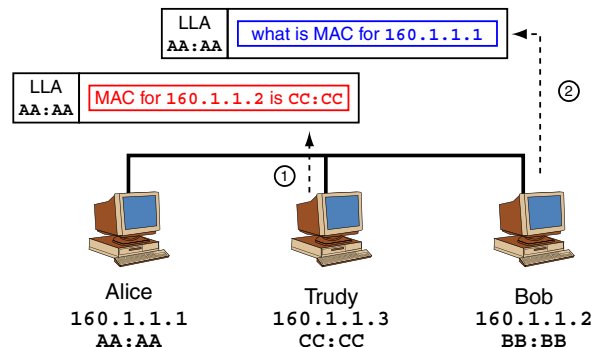 LLA
AA:AA
what is MAC for 160.1.1.1
LLA
AA:AA
MAC for 160.1.1.2 is CC:CC
2
1
Alice
160.1.1.1
AA:AA
Trudy
160.1.1.3
CC:CC
Bob
160.1.1.2
BB:BB